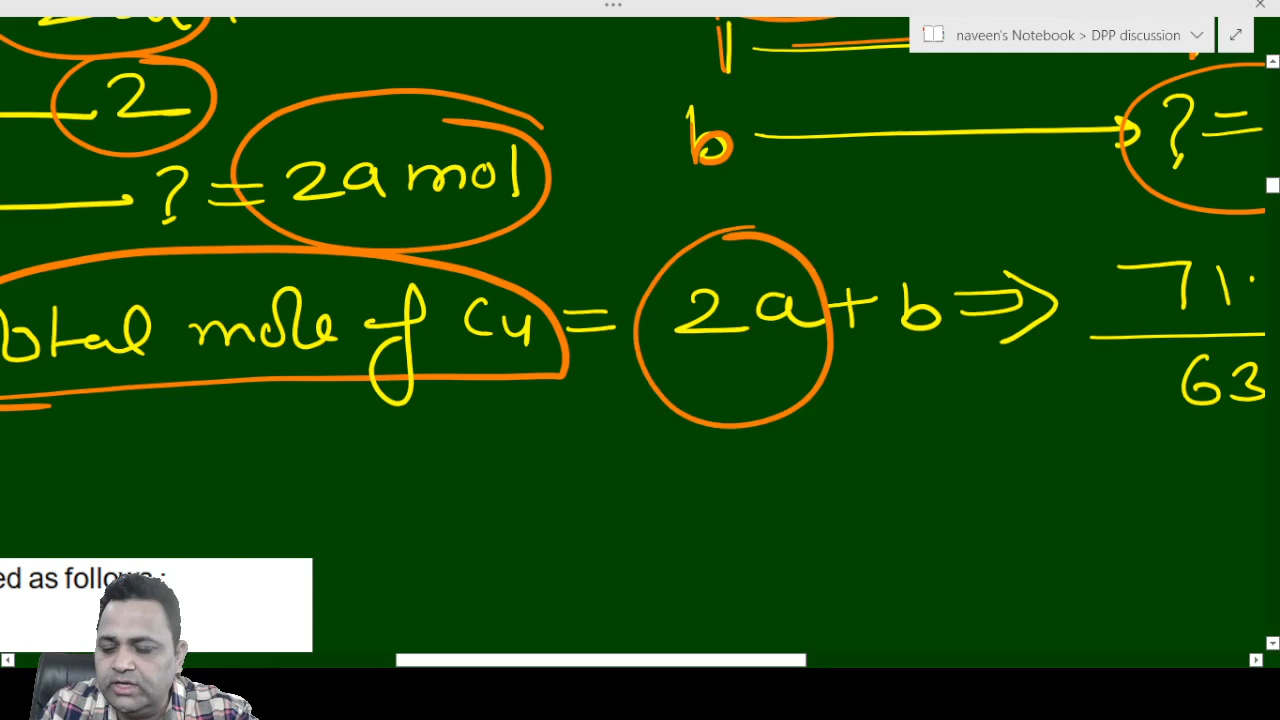 naveen's Notebook > DPP discussion
2
b ?=
? = 2a mol
Total mole of Cu = 2a + b ⇒ 71.
63
ed as follows :